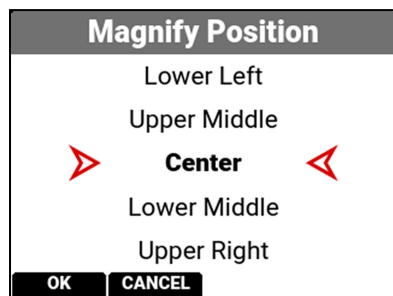 Magnify Position
Lower Left
Upper Middle
Center
Lower Middle
Upper Right
OK CANCEL